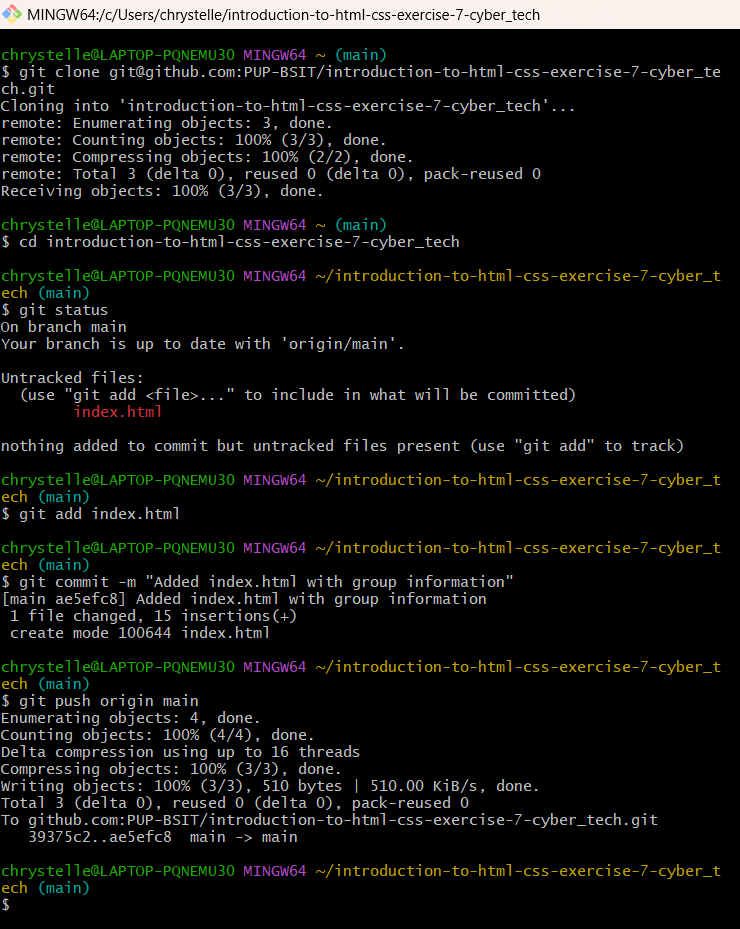 MINGW64:/c/Users/chrystelle/introduction-to-html-css-exercise-7-cyber_tech
chrystelle@LAPTOP-PQNEMU30 MINGW64 ~ (main)
$ git clone git@github.com:PUP-BSIT/introduction-to-html-css-exercise-7-cyber_te
ch.git
Cloning into 'introduction-to-html-css-exercise-7-cyber_tech'...
remote: Enumerating objects: 3, done.
remote: Counting objects: 100% (3/3), done.
remote: Compressing objects: 100% (2/2), done.
remote: Total 3 (delta 0), reused 0 (delta 0), pack-reused 0
Receiving objects: 100% (3/3), done.
chrystelle@LAPTOP-PQNEMU30 MINGW64 ~ (main)
$ cd introduction-to-html-css-exercise-7-cyber_tech
chrystelle@LAPTOP-PQNEMU30 MINGW64 ~/introduction-to-html-css-exercise-7-cyber_t
ech (main)
$ git status
On branch main
Your branch is up to date with 'origin/main'.
Untracked files:
  (use "git add <file>..." to include in what will be committed)
        index.html
nothing added to commit but untracked files present (use "git add" to track)
chrystelle@LAPTOP-PQNEMU30 MINGW64 ~/introduction-to-html-css-exercise-7-cyber_t
ech (main)
$ git add index.html
chrystelle@LAPTOP-PQNEMU30 MINGW64 ~/introduction-to-html-css-exercise-7-cyber_t
ech (main)
$ git commit -m "Added index.html with group information"
[main ae5efc8] Added index.html with group information
 1 file changed, 15 insertions(+)
 create mode 100644 index.html
chrystelle@LAPTOP-PQNEMU30 MINGW64 ~/introduction-to-html-css-exercise-7-cyber_t
ech (main)
$ git push origin main
Enumerating objects: 4, done.
Counting objects: 100% (4/4), done.
Delta compression using up to 16 threads
Compressing objects: 100% (3/3), done.
Writing objects: 100% (3/3), 510 bytes | 510.00 KiB/s, done.
Total 3 (delta 0), reused 0 (delta 0), pack-reused 0
To github.com:PUP-BSIT/introduction-to-html-css-exercise-7-cyber_tech.git
   39375c2..ae5efc8  main -> main
chrystelle@LAPTOP-PQNEMU30 MINGW64 ~/introduction-to-html-css-exercise-7-cyber_t
ech (main)
$